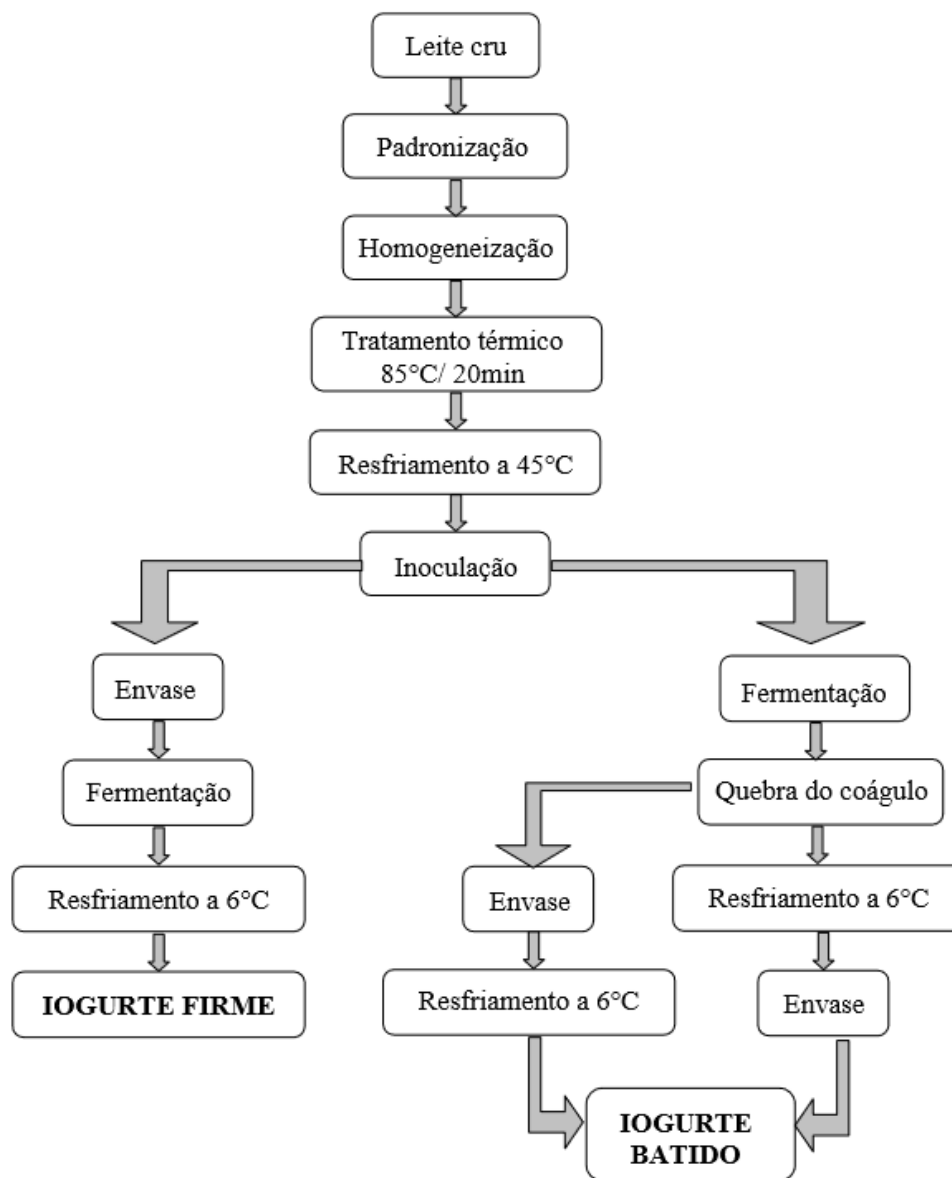 Leite cru
Padronização
Homogeneização
Tratamento térmico
85°C/ 20min
Resfriamento a 45°C
Inoculação
Envase
Fermentação
Resfriamento a 6°C
IOGURTE FIRME
Fermentação
Quebra do coágulo
Envase
Resfriamento a 6°C
Resfriamento a 6°C
Envase
IOGURTE
BATIDO